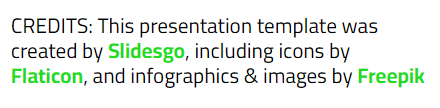 CREDITS: This presentation template was
created by Slidesgo, including icons by
Flaticon, and infographics & images by Freepik